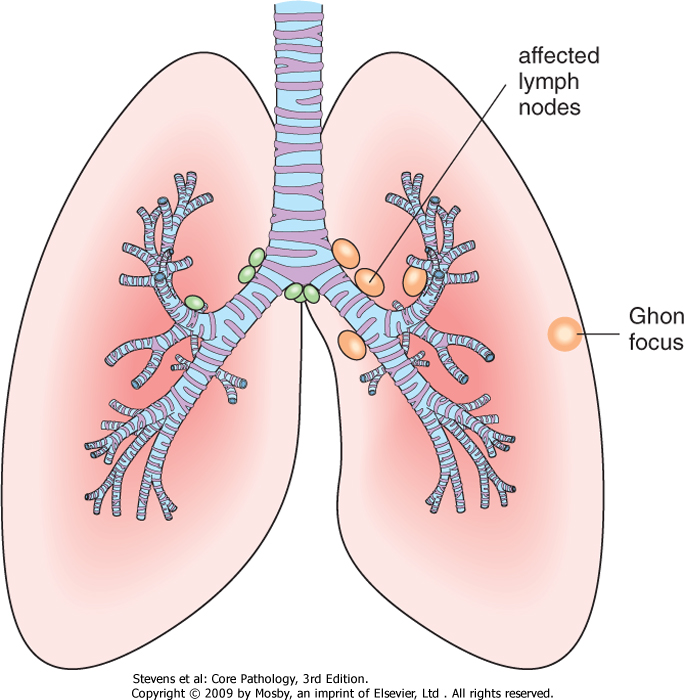 affected
lymph
nodes
Ghon
focus
Stevens et al: Core Pathology, 3rd Edition.
Copyright © 2009 by Mosby, an imprint of Elsevier, Ltd . All rights reserved.